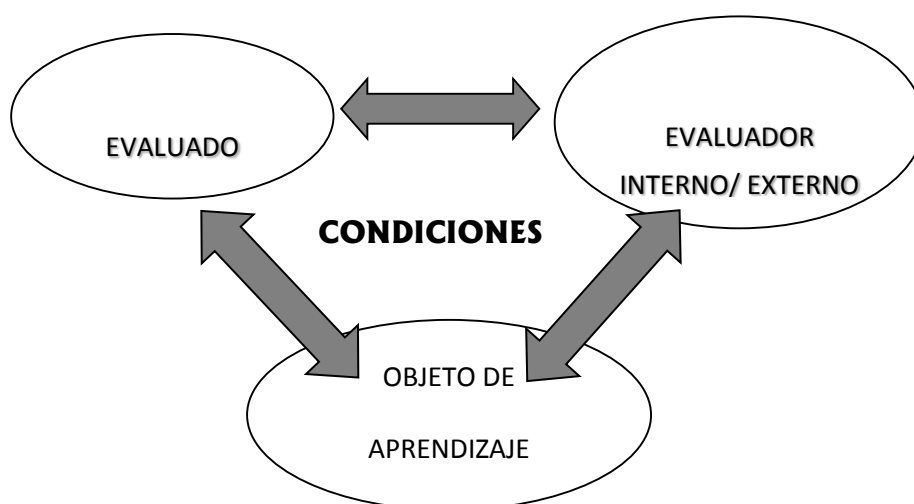 EVALUADO
EVALUADOR
INTERNO/ EXTERNO
CONDICIONES
OBJETO DE
APRENDIZAJE